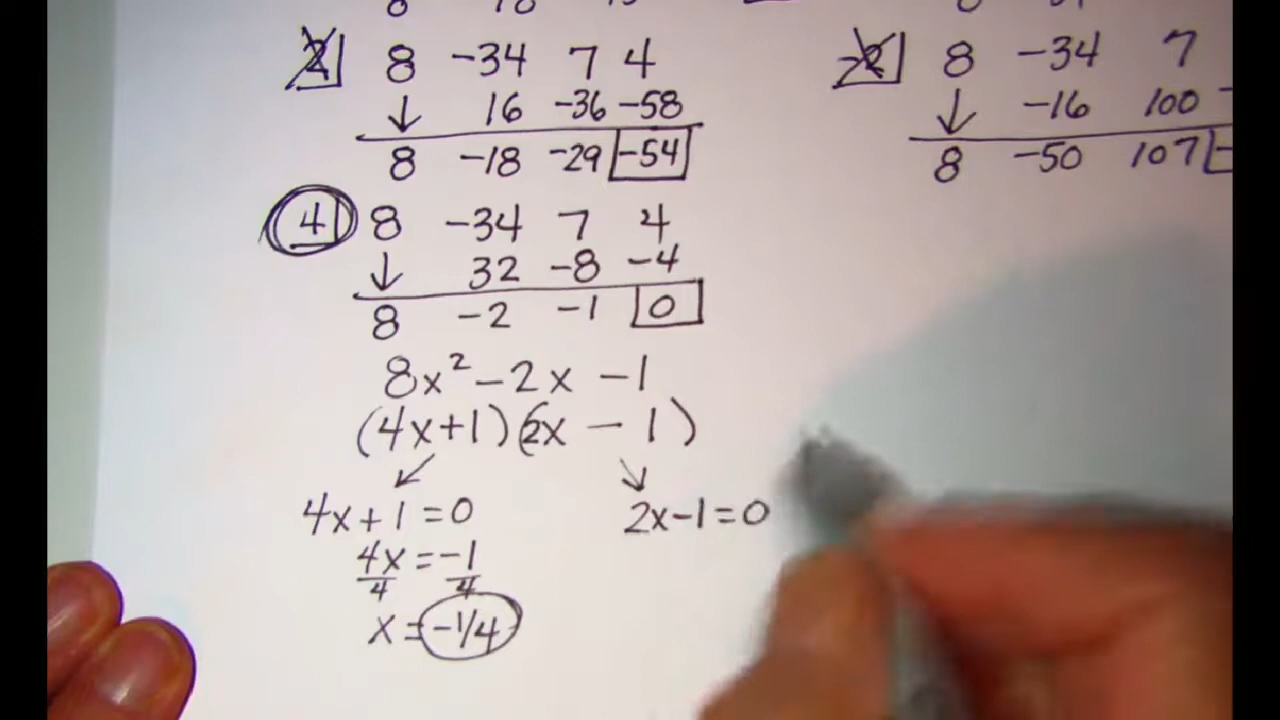 2 8 -34 7 4
↓ 16 -36 -58
8 -18 -29 -54
-2 8 -34 7
↓ -16 100
8 -50 107
4 8 -34 7 4
↓ 32 -8 -4
8 -2 -1 0
8x² - 2x - 1
(4x+1)(2x - 1)
4x+1=0
4x=-1
4 4
x=-1/4
2x-1=0